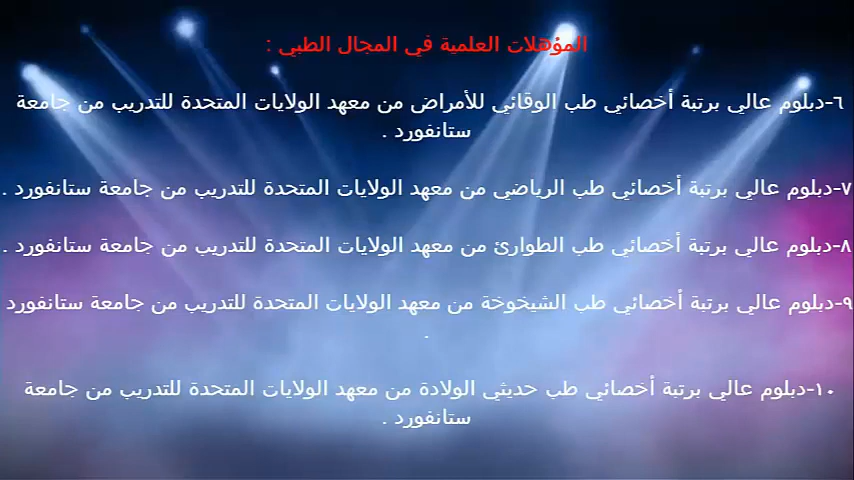 المؤهلات العلمية في المجال الطبي :
٦-دبلوم عالي برتبة أخصائي طب الوقائي للأمراض من معهد الولايات المتحدة للتدريب من جامعة
ستانفورد .
٧-دبلوم عالي برتبة أخصائي طب الرياضي من معهد الولايات المتحدة للتدريب من جامعة ستانفورد .
٨-دبلوم عالي برتبة أخصائي طب الطوارئ من معهد الولايات المتحدة للتدريب من جامعة ستانفورد .
٩-دبلوم عالي برتبة أخصائي طب الشيخوخة من معهد الولايات المتحدة للتدريب من جامعة ستانفورد
.
١٠-دبلوم عالي برتبة أخصائي طب حديثي الولادة من معهد الولايات المتحدة للتدريب من جامعة
ستانفورد .